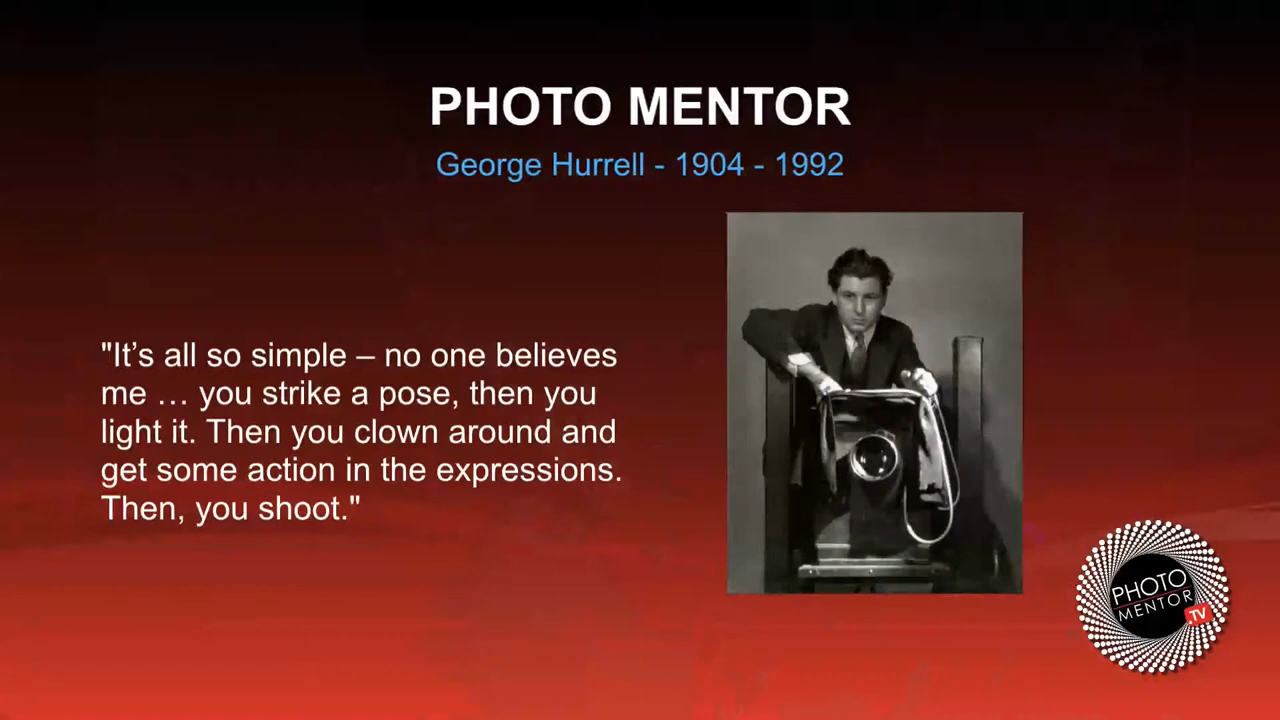 PHOTO MENTOR
George Hurrell - 1904 - 1992
"It’s all so simple – no one believes
me … you strike a pose, then you
light it. Then you clown around and
get some action in the expressions.
Then, you shoot."
PHOTO
MENTOR
.TV